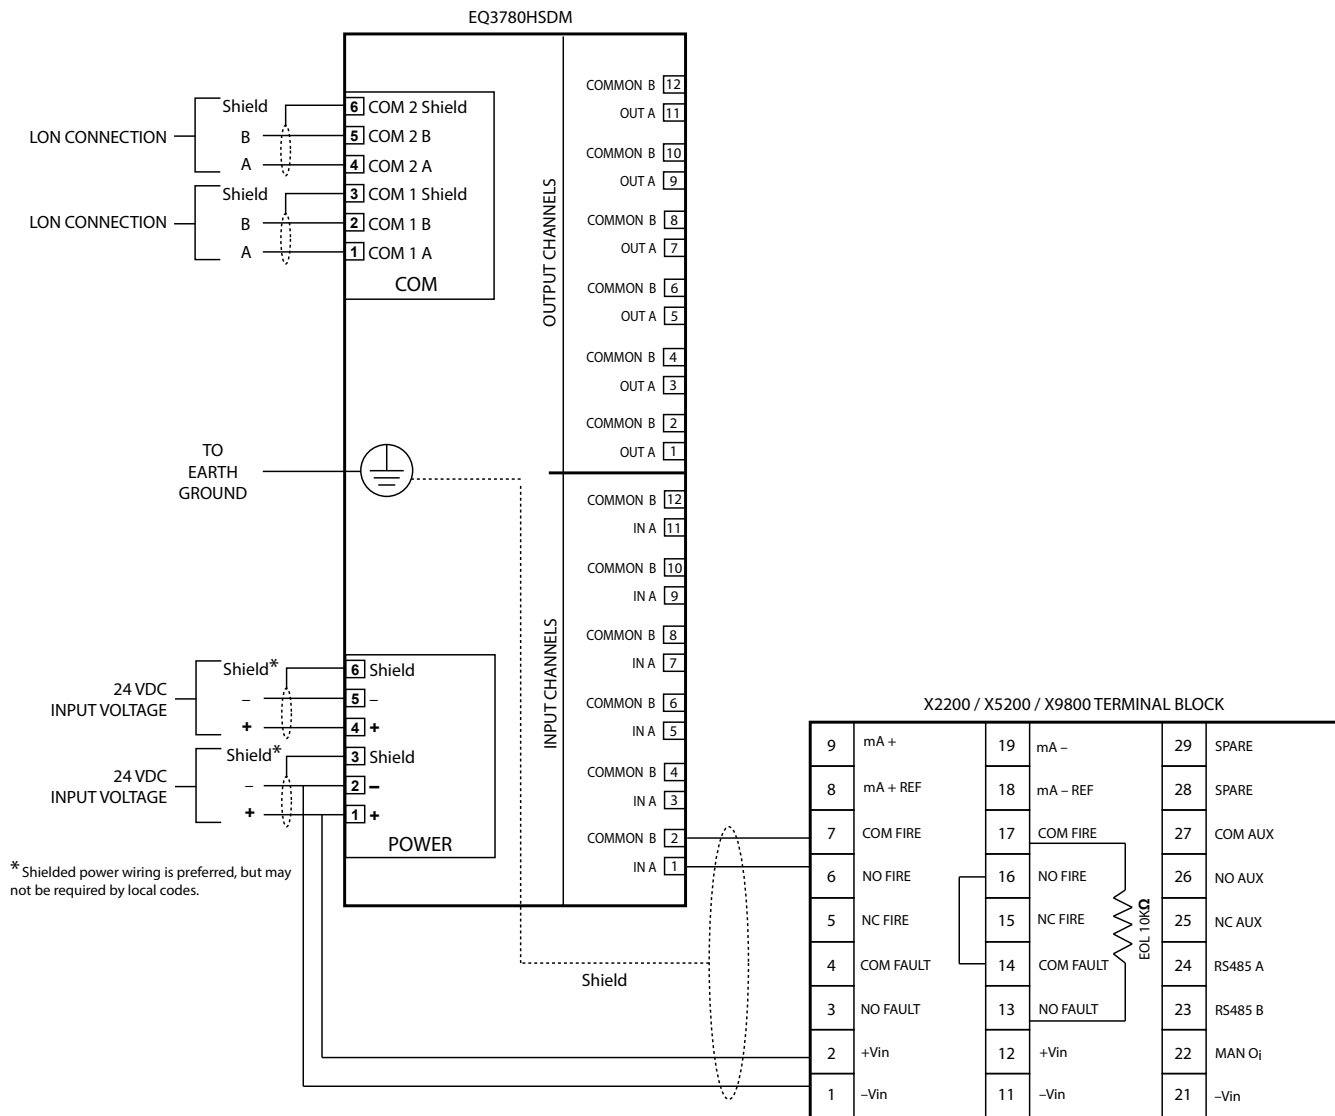 EQ3780HSDM
LON CONNECTION
Shield
B
A
LON CONNECTION
Shield
B
A
6 COM 2 Shield
5 COM 2 B
4 COM 2 A
3 COM 1 Shield
2 COM 1 B
1 COM 1 A
COM
TO
EARTH
GROUND
24 VDC
INPUT VOLTAGE
Shield*
–
+
24 VDC
INPUT VOLTAGE
Shield*
–
+
6 Shield
5 –
4 +
3 Shield
2 –
1 +
POWER
* Shielded power wiring is preferred, but may
not be required by local codes.
OUTPUT CHANNELS
COMMON B 12
OUT A 11
COMMON B 10
OUT A 9
COMMON B 8
OUT A 7
COMMON B 6
OUT A 5
COMMON B 4
OUT A 3
COMMON B 2
OUT A 1
INPUT CHANNELS
COMMON B 12
IN A 11
COMMON B 10
IN A 9
COMMON B 8
IN A 7
COMMON B 6
IN A 5
COMMON B 4
IN A 3
COMMON B 2
IN A 1
Shield
X2200 / X5200 / X9800 TERMINAL BLOCK
9 mA + 19 mA – 29 SPARE
8 mA + REF 18 mA – REF 28 SPARE
7 COM FIRE 17 COM FIRE 27 COM AUX
6 NO FIRE 16 NO FIRE 26 NO AUX
5 NC FIRE 15 NC FIRE 25 NC AUX
4 COM FAULT 14 COM FAULT 24 RS485 A
3 NO FAULT 13 NO FAULT 23 RS485 B
2 +Vin 12 +Vin 22 MAN Oi
1 –Vin 11 –Vin 21 –Vin
EOL 10KΩ